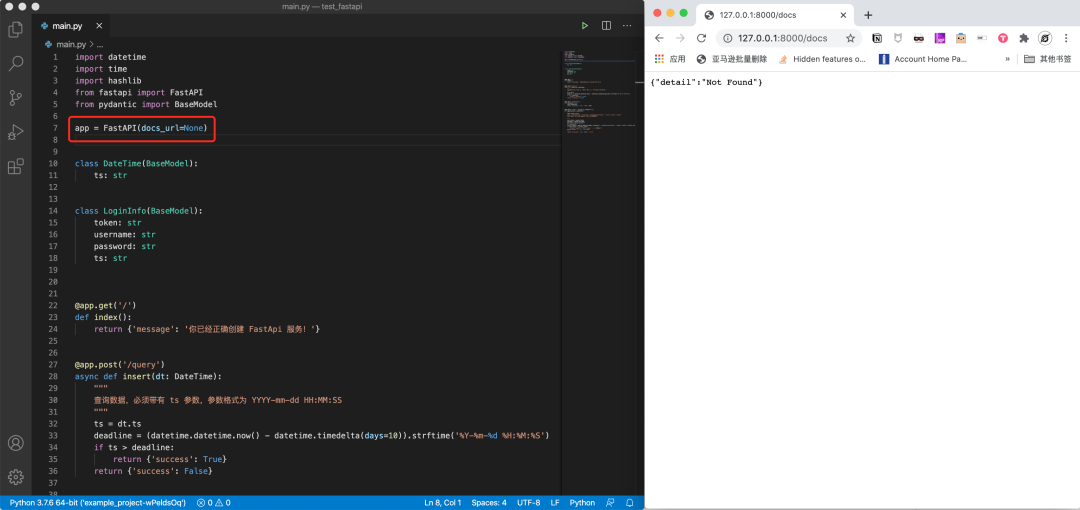 main.py — test_fastapi
main.py
main.py > ...
1 import datetime
2 import time
3 import hashlib
4 from fastapi import FastAPI
5 from pydantic import BaseModel
6
7 app = FastAPI(docs_url=None)
8
9
10 class DateTime(BaseModel):
11 ts: str
12
13
14 class LoginInfo(BaseModel):
15 token: str
16 username: str
17 password: str
18 ts: str
19
20
21
22 @app.get('/')
23 def index():
24 return {'message': '你已经正确创建 FastApi 服务！'}
25
26
27 @app.post('/query')
28 async def insert(dt: DateTime):
29 """
30 查询数据，必须带有 ts 参数，参数格式为 YYYY-mm-dd HH:MM:SS
31 """
32 ts = dt.ts
33 deadline = (datetime.datetime.now() - datetime.timedelta(days=10)).strftime('%Y-%m-%d %H:%M:%S')
34 if ts > deadline:
35 return {'success': True}
36 return {'success': False}
37
38
Python 3.7.6 64-bit ('example_project-wPeldsOq') 0 0 Ln 8, Col 1 Spaces: 4 UTF-8 LF Python
127.0.0.1:8000/docs
127.0.0.1:8000/docs
应用 亚马逊批量删除 Hidden features o... Account Home Pa... » 其他书签
{"detail":"Not Found"}